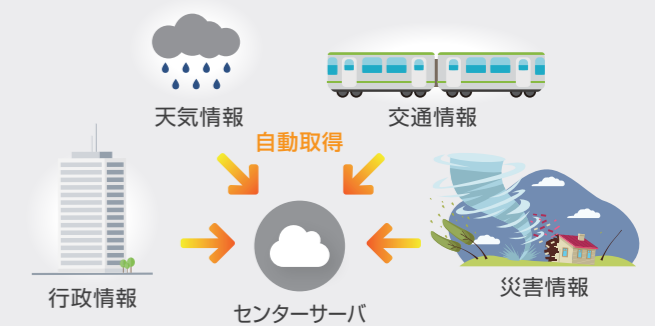 天気情報
交通情報
自動取得
行政情報
災害情報
センターサーバ